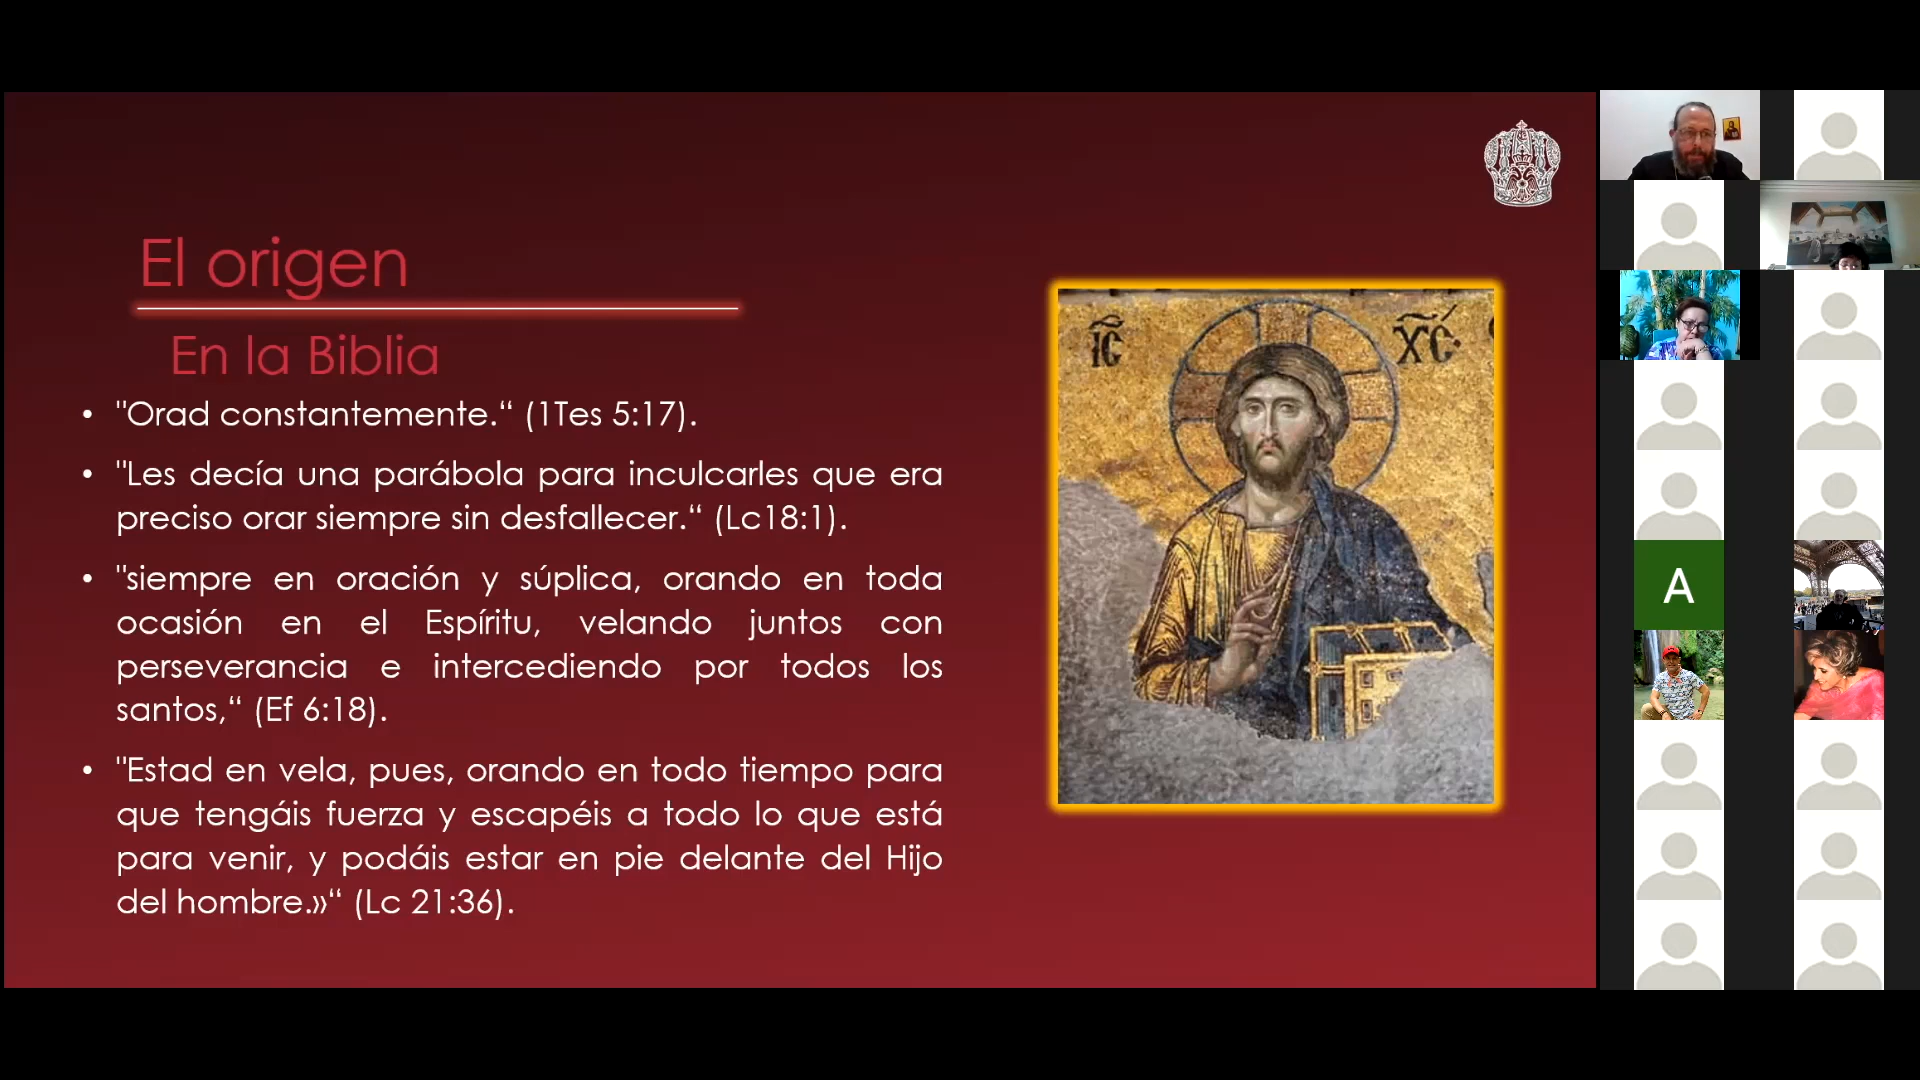 El origen
En la Biblia
• "Orad constantemente.“ (1Tes 5:17).
• "Les decía una parábola para inculcarles que era
preciso orar siempre sin desfallecer.“ (Lc18:1).
• "siempre en oración y súplica, orando en toda
ocasión en el Espíritu, velando juntos con
perseverancia e intercediendo por todos los
santos,“ (Ef 6:18).
• "Estad en vela, pues, orando en todo tiempo para
que tengáis fuerza y escapéis a todo lo que está
para venir, y podáis estar en pie delante del Hijo
del hombre.»“ (Lc 21:36).
IC XC
A